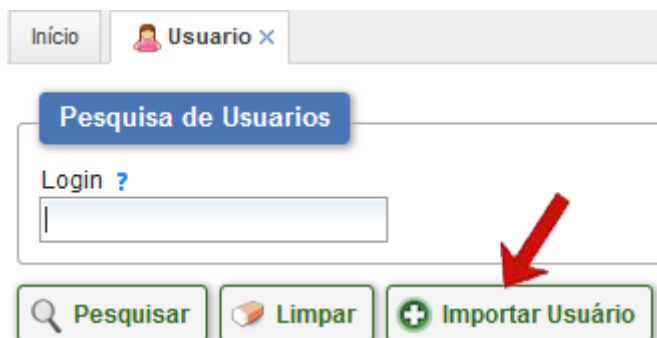 Início Usuario ×
Pesquisa de Usuarios
Login ?
Pesquisar Limpar Importar Usuário